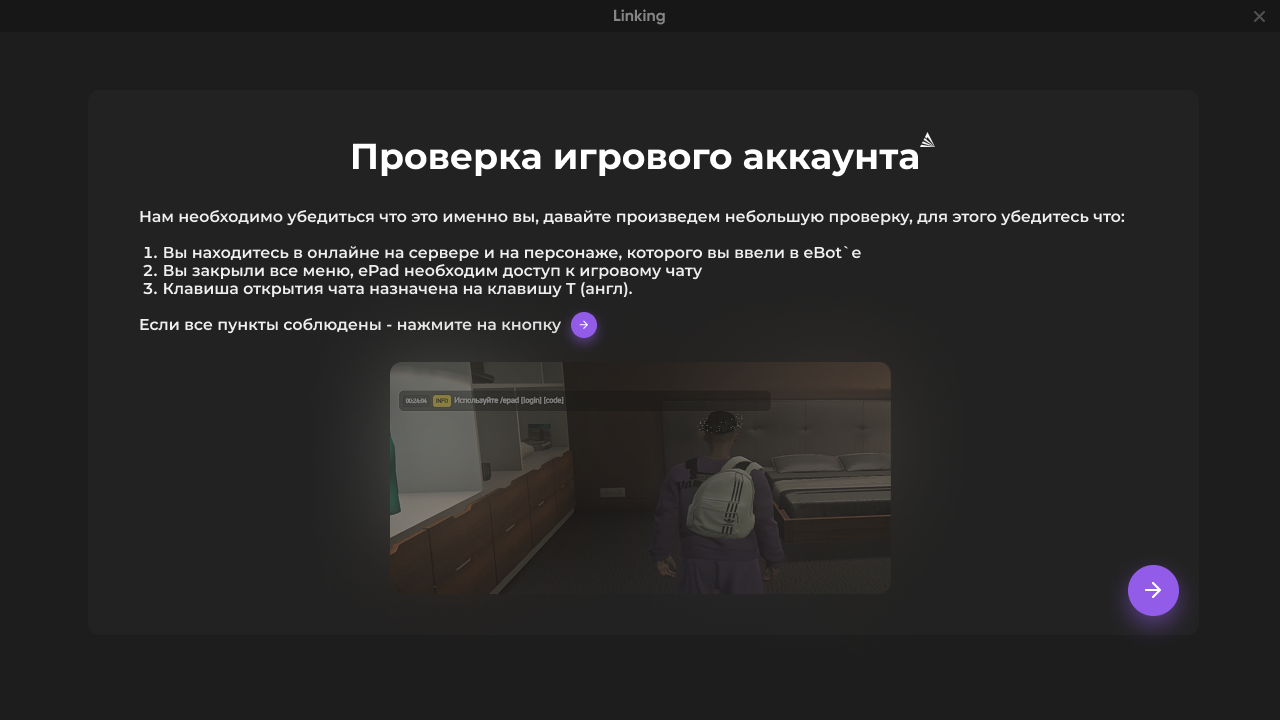 Linking
Проверка игрового аккаунта
Нам необходимо убедиться что это именно вы, давайте произведем небольшую проверку, для этого убедитесь что:
1. Вы находитесь в онлайне на сервере и на персонаже, которого вы ввели в eBot`e
2. Вы закрыли все меню, ePad необходим доступ к игровому чату
3. Клавиша открытия чата назначена на клавишу T (англ).
Если все пункты соблюдены - нажмите на кнопку
INFO Используйте /epad [login] [code]